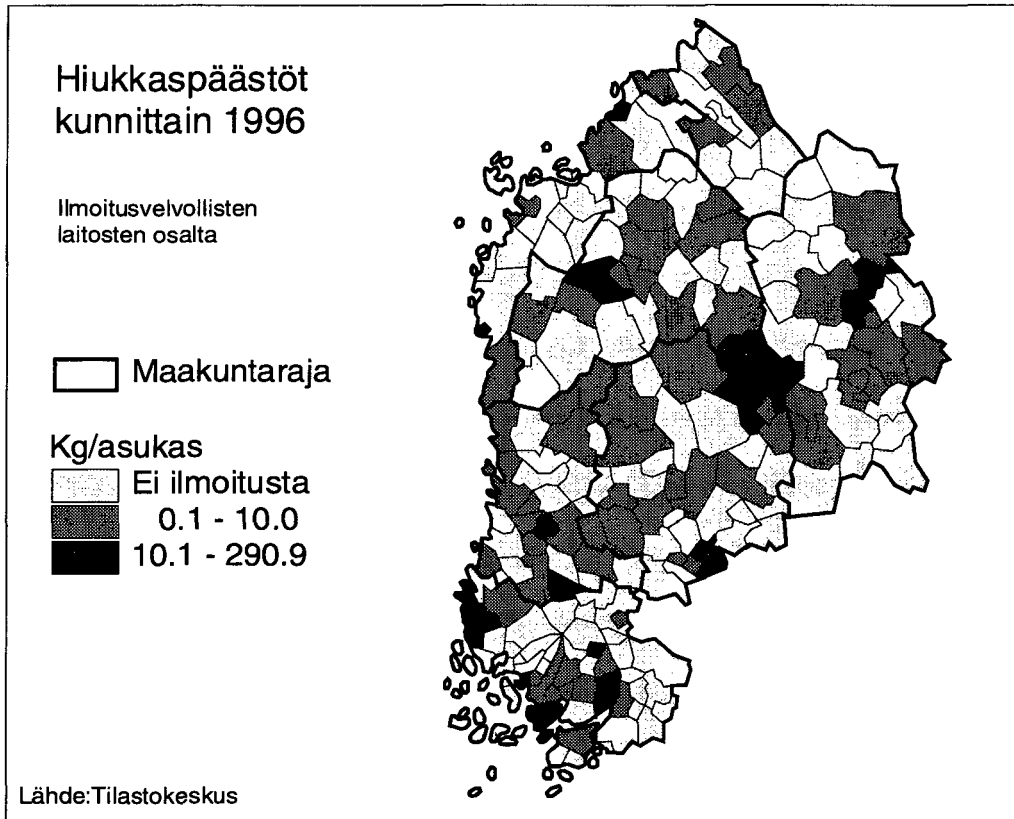 Hiukkaspäästöt
kunnittain 1996
Ilmoitusvelvollisten
laitosten osalta
Maakuntaraja
Kg/asukas
Ei ilmoitusta
0.1 - 10.0
10.1 - 290.9
Lähde:Tilastokeskus